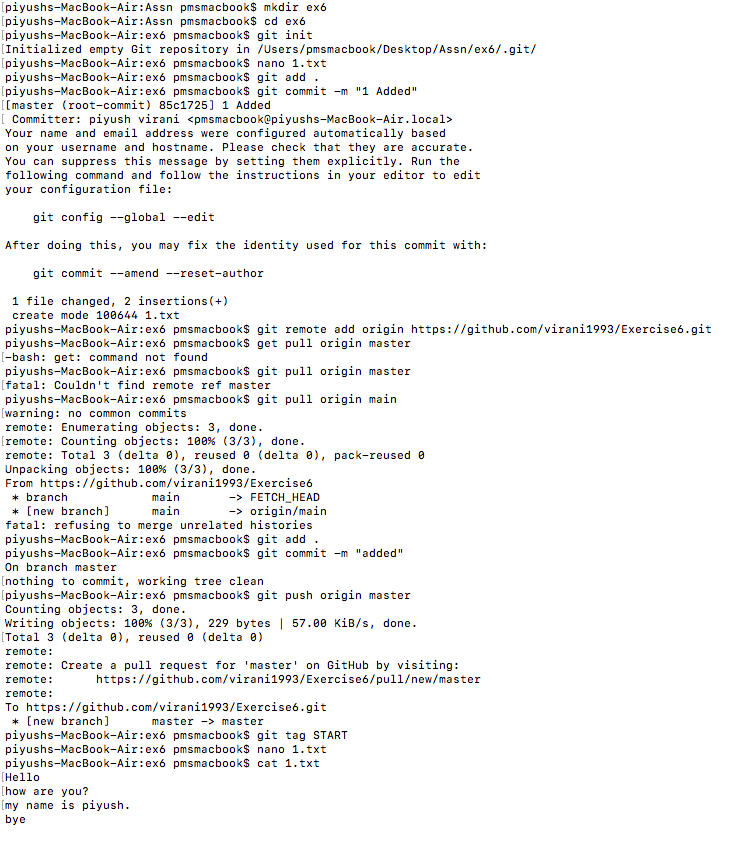 [piyushs-MacBook-Air:Assn pmsmacbook$ mkdir ex6
[piyushs-MacBook-Air:Assn pmsmacbook$ cd ex6
[piyushs-MacBook-Air:ex6 pmsmacbook$ git init
[Initialized empty Git repository in /Users/pmsmacbook/Desktop/Assn/ex6/.git/
[piyushs-MacBook-Air:ex6 pmsmacbook$ nano 1.txt
piyushs-MacBook-Air:ex6 pmsmacbook$ git add .
[piyushs-MacBook-Air:ex6 pmsmacbook$ git commit -m "1 Added"
[[master (root-commit) 85c1725] 1 Added
[ Committer: piyush virani <pmsmacbook@piyushs-MacBook-Air.local>
Your name and email address were configured automatically based
on your username and hostname. Please check that they are accurate.
You can suppress this message by setting them explicitly. Run the
following command and follow the instructions in your editor to edit
your configuration file:
git config --global --edit
After doing this, you may fix the identity used for this commit with:
git commit --amend --reset-author
1 file changed, 2 insertions(+)
create mode 100644 1.txt
piyushs-MacBook-Air:ex6 pmsmacbook$ git remote add origin https://github.com/virani1993/Exercise6.git
piyushs-MacBook-Air:ex6 pmsmacbook$ get pull origin master
[-bash: get: command not found
piyushs-MacBook-Air:ex6 pmsmacbook$ git pull origin master
[fatal: Couldn't find remote ref master
piyushs-MacBook-Air:ex6 pmsmacbook$ git pull origin main
[warning: no common commits
remote: Enumerating objects: 3, done.
[remote: Counting objects: 100% (3/3), done.
remote: Total 3 (delta 0), reused 0 (delta 0), pack-reused 0
Unpacking objects: 100% (3/3), done.
From https://github.com/virani1993/Exercise6
* branch main -> FETCH_HEAD
* [new branch] main -> origin/main
fatal: refusing to merge unrelated histories
piyushs-MacBook-Air:ex6 pmsmacbook$ git add .
piyushs-MacBook-Air:ex6 pmsmacbook$ git commit -m "added"
On branch master
[nothing to commit, working tree clean
[piyushs-MacBook-Air:ex6 pmsmacbook$ git push origin master
Counting objects: 3, done.
Writing objects: 100% (3/3), 229 bytes | 57.00 KiB/s, done.
[Total 3 (delta 0), reused 0 (delta 0)
remote:
remote: Create a pull request for 'master' on GitHub by visiting:
remote: https://github.com/virani1993/Exercise6/pull/new/master
remote:
To https://github.com/virani1993/Exercise6.git
* [new branch] master -> master
piyushs-MacBook-Air:ex6 pmsmacbook$ git tag START
piyushs-MacBook-Air:ex6 pmsmacbook$ nano 1.txt
piyushs-MacBook-Air:ex6 pmsmacbook$ cat 1.txt
[Hello
[how are you?
[my name is piyush.
bye